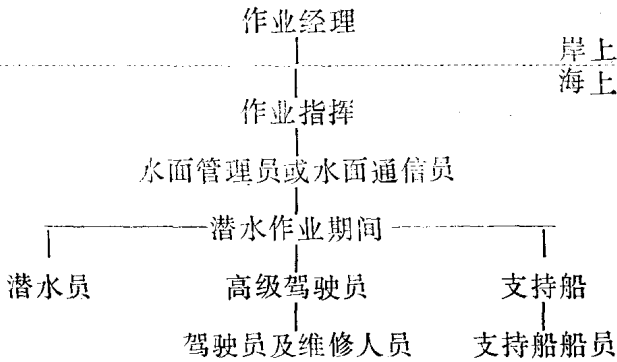 作业经理
岸上
海上
作业指挥
水面管理员或水面通信员
潜水作业期间
潜水员 高级驾驶员 支持船
驾驶员及维修人员 支持船船员